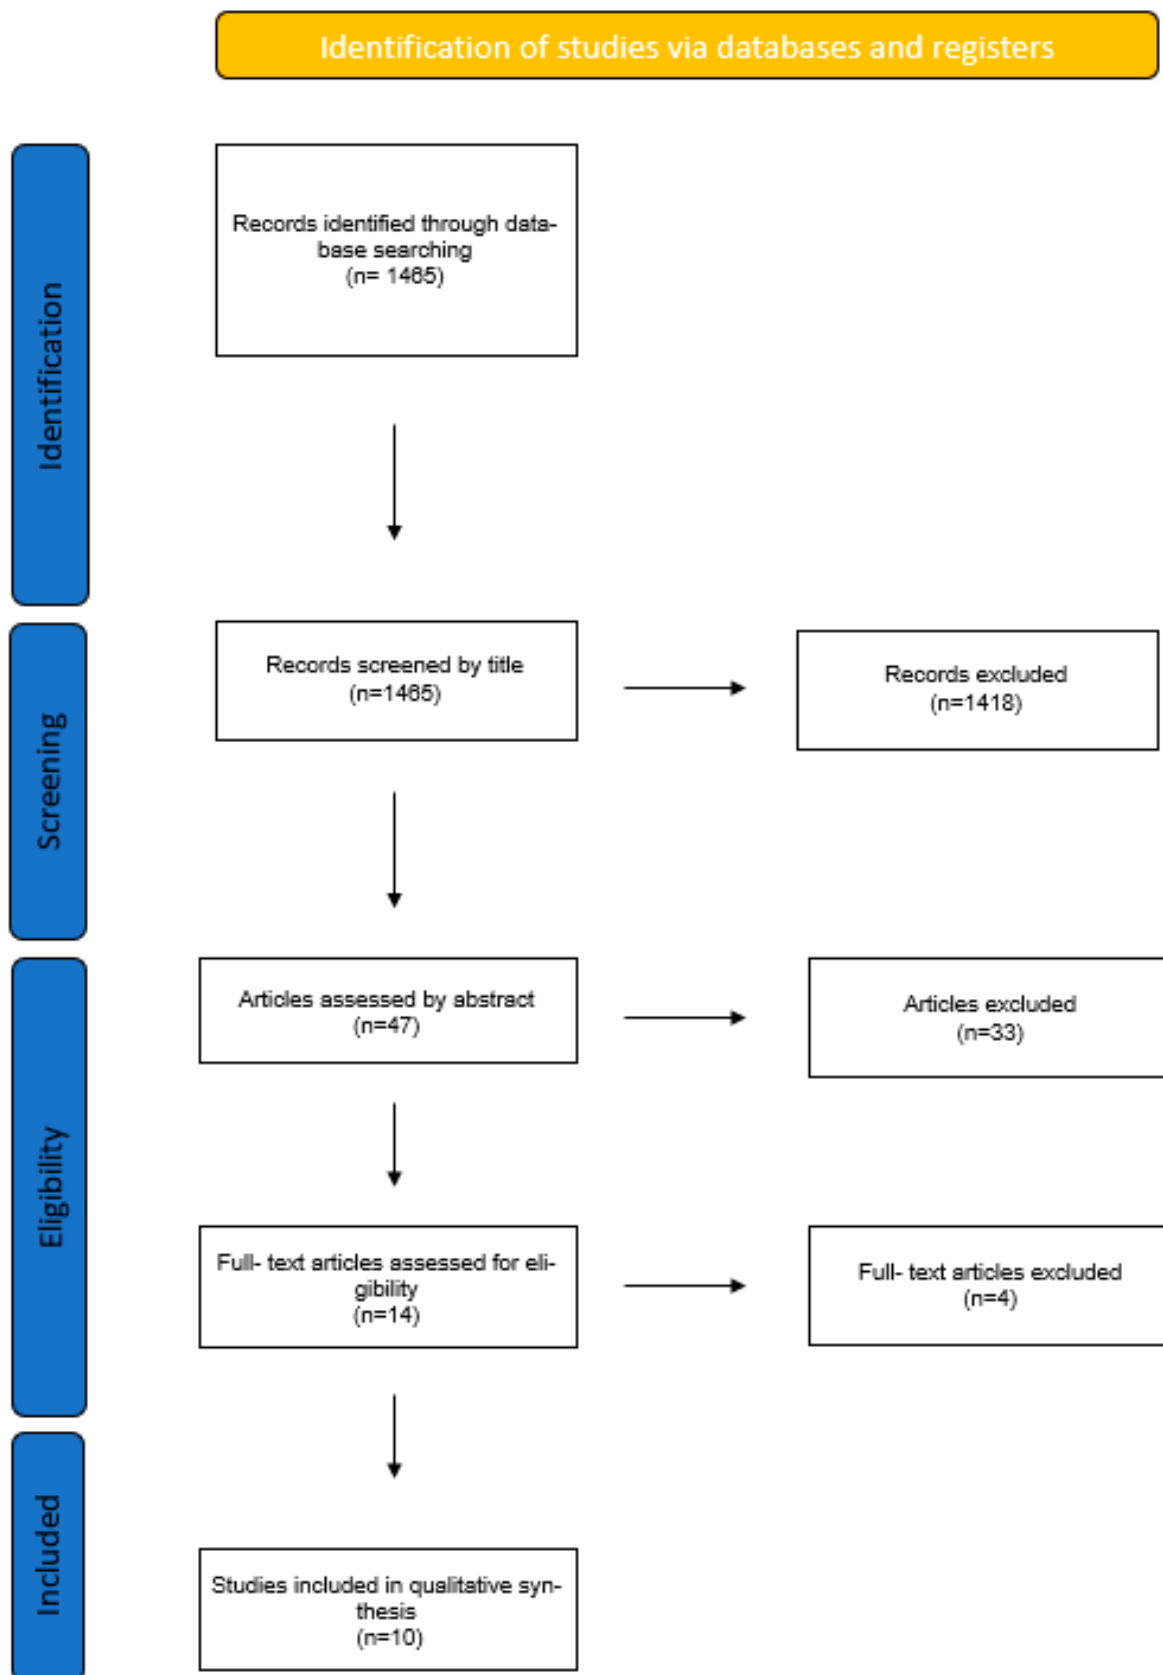 Identification of studies via databases and registers
Identification
Records identified through data-
base searching
(n= 1465)
Screening
Records screened by title
(n=1465)
Records excluded
(n=1418)
Eligibility
Articles assessed by abstract
(n=47)
Articles excluded
(n=33)
Full- text articles assessed for eli-
gibility
(n=14)
Full- text articles excluded
(n=4)
Included
Studies included in qualitative syn-
thesis
(n=10)